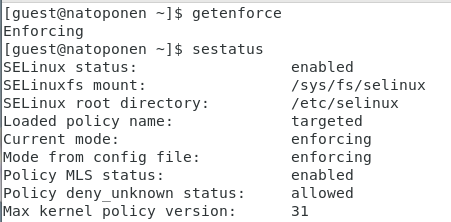 [guest@natoponen ~]$ getenforce
Enforcing
[guest@natoponen ~]$ sestatus
SELinux status:                 enabled
SELinuxfs mount:                /sys/fs/selinux
SELinux root directory:         /etc/selinux
Loaded policy name:             targeted
Current mode:                   enforcing
Mode from config file:          enforcing
Policy MLS status:              enabled
Policy deny_unknown status:     allowed
Max kernel policy version:      31